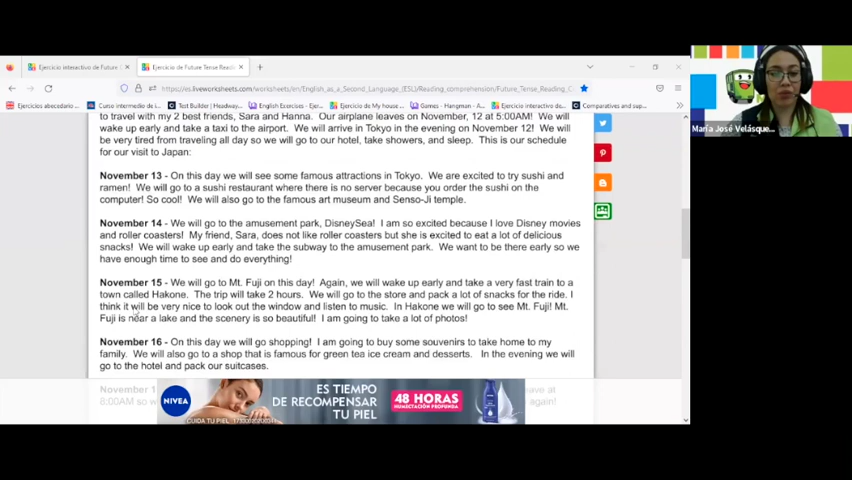 Ejercicio interactivo de Future
Ejercicio de Future Tense Readi
https://es.liveworksheets.com/worksheets/en/English_as_a_Second_Language_(ESL)/Reading_comprehension/Future_Tense_Reading_C
Ejercicios abecedario
Curso intermedio de i
Test Builder | Headway
English Exercises - Ejer
Ejercicio de My house
Games - Hangman - A
Ejercicio interactivo de
Comparatives and sup
to travel with my 2 best friends, Sara and Hanna. Our airplane leaves on November, 12 at 5:00AM! We
will wake up early and take a taxi to the airport. We will arrive in Tokyo in the evening on November 12! We will
be very tired from traveling all day so we will go to our hotel, take showers, and sleep. This is our schedule
for our visit to Japan:
November 13 - On this day we will see some famous attractions in Tokyo. We are excited to try sushi and
ramen! We will go to a sushi restaurant where there is no server because you order the sushi on the
computer! So cool! We will also go to the famous art museum and Senso-Ji temple.
November 14 - We will go to the amusement park, DisneySea! I am so excited because I love Disney movies
and roller coasters! My friend, Sara, does not like roller coasters but she is excited to eat a lot of delicious
snacks! We will wake up early and take the subway to the amusement park. We want to be there early so we
have enough time to see and do everything!
November 15 - We will go to Mt. Fuji on this day! Again, we will wake up early and take a very fast train to a
town called Hakone. The trip will take 2 hours. We will go to the store and pack a lot of snacks for the ride. I
think it will be very nice to look out the window and listen to music. In Hakone we will go to see Mt. Fuji! Mt.
Fuji is near a lake and the scenery is so beautiful! I am going to take a lot of photos!
November 16 - On this day we will go shopping! I am going to buy some souvenirs to take home to my
family. We will also go to a shop that is famous for green tea ice cream and desserts. In the evening we will
go to the hotel and pack our suitcases.
November 1
8:00AM so w
eave at
again!
NIVEA
ES TIEMPO
DE RECOMPENSAR
TU PIEL
48 HORAS
HUMECTACIÓN PROFUNDA
CUIDA TU PIEL
NIVEA
María José Velásque...